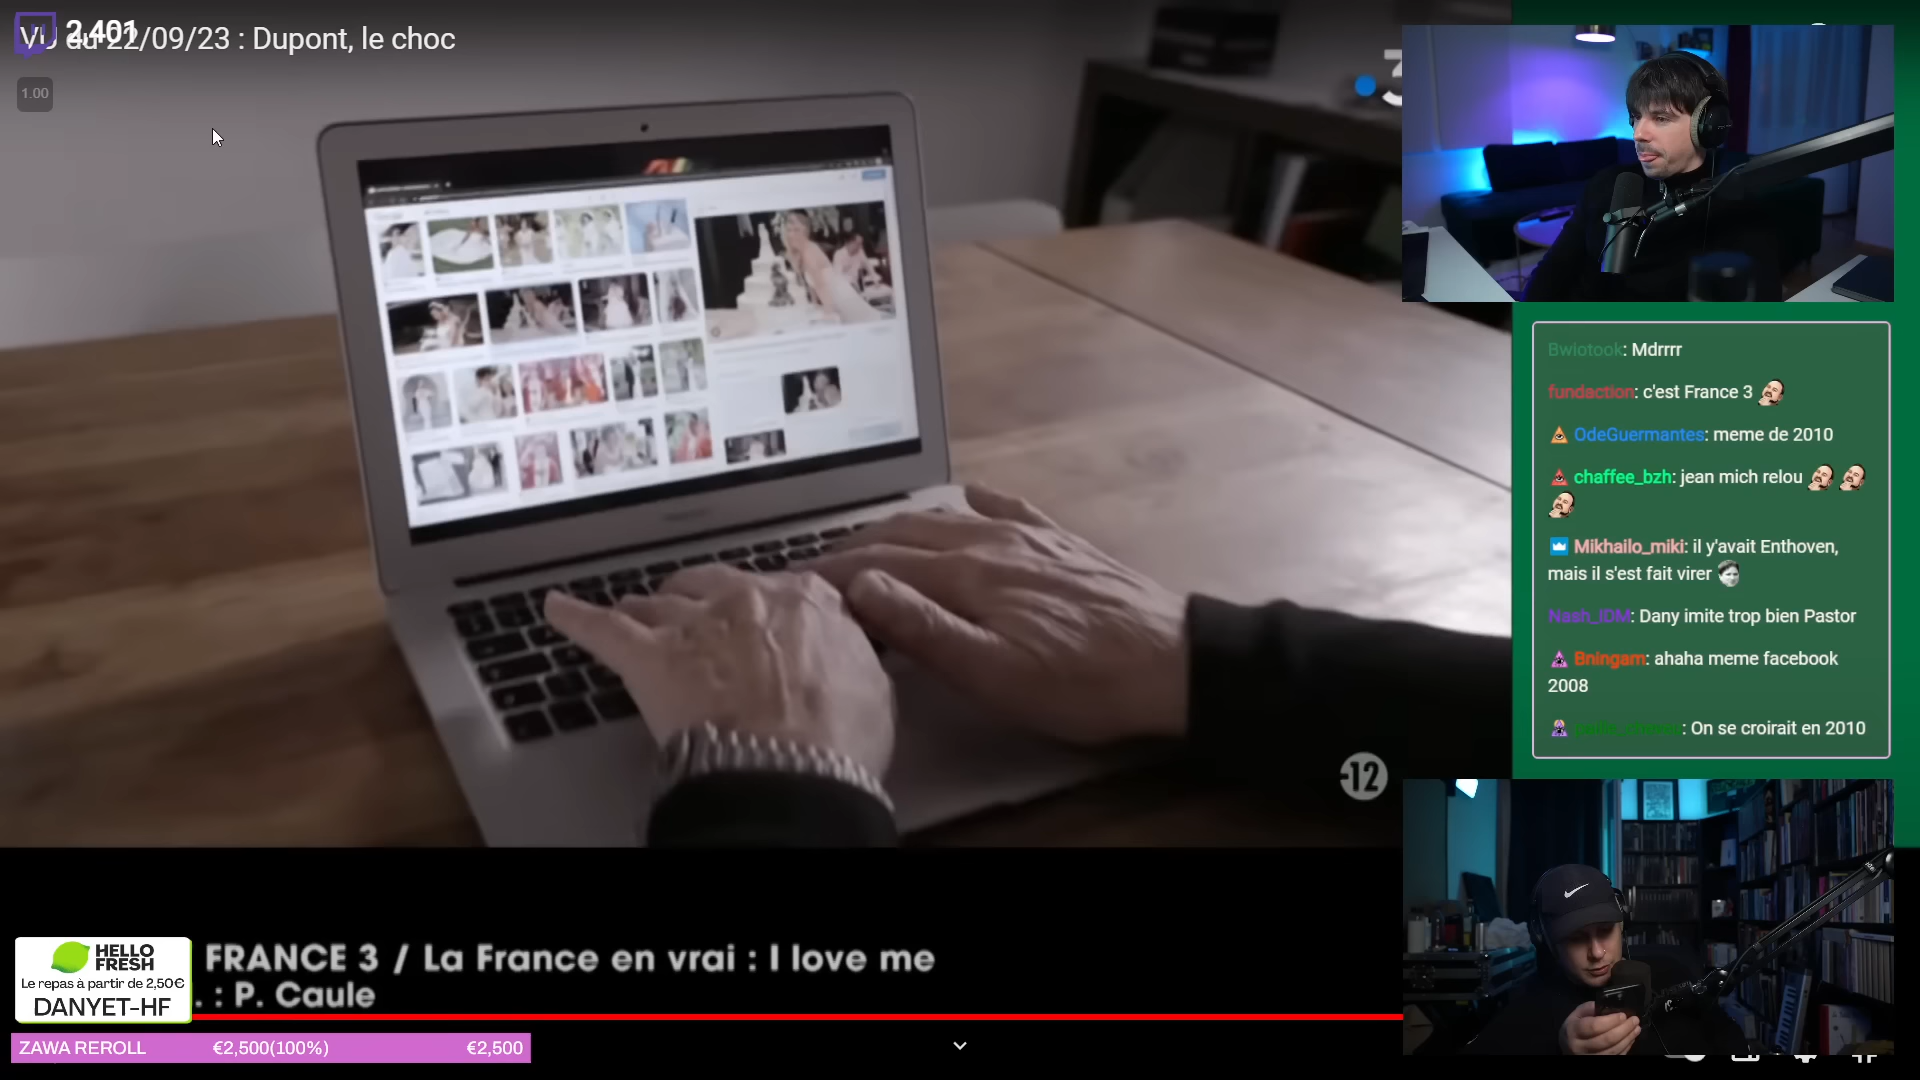 2,401
VU du 22/09/23 : Dupont, le choc
1.00
3
-12
Bwiotook: Mdrrrr
fundaction: c'est France 3
OdeGuermantes: meme de 2010
chaffee_bzh: jean mich relou
Mikhailo_miki: il y'avait Enthoven,
mais il s'est fait virer
Nash_IDM: Dany imite trop bien Pastor
Bningam: ahaha meme facebook
2008
: On se croirait en 2010
HELLO
FRESH
Le repas à partir de 2,50€
DANYET-HF
FRANCE 3 / La France en vrai : I love me
. : P. Caule
ZAWA REROLL €2,500(100%) €2,500